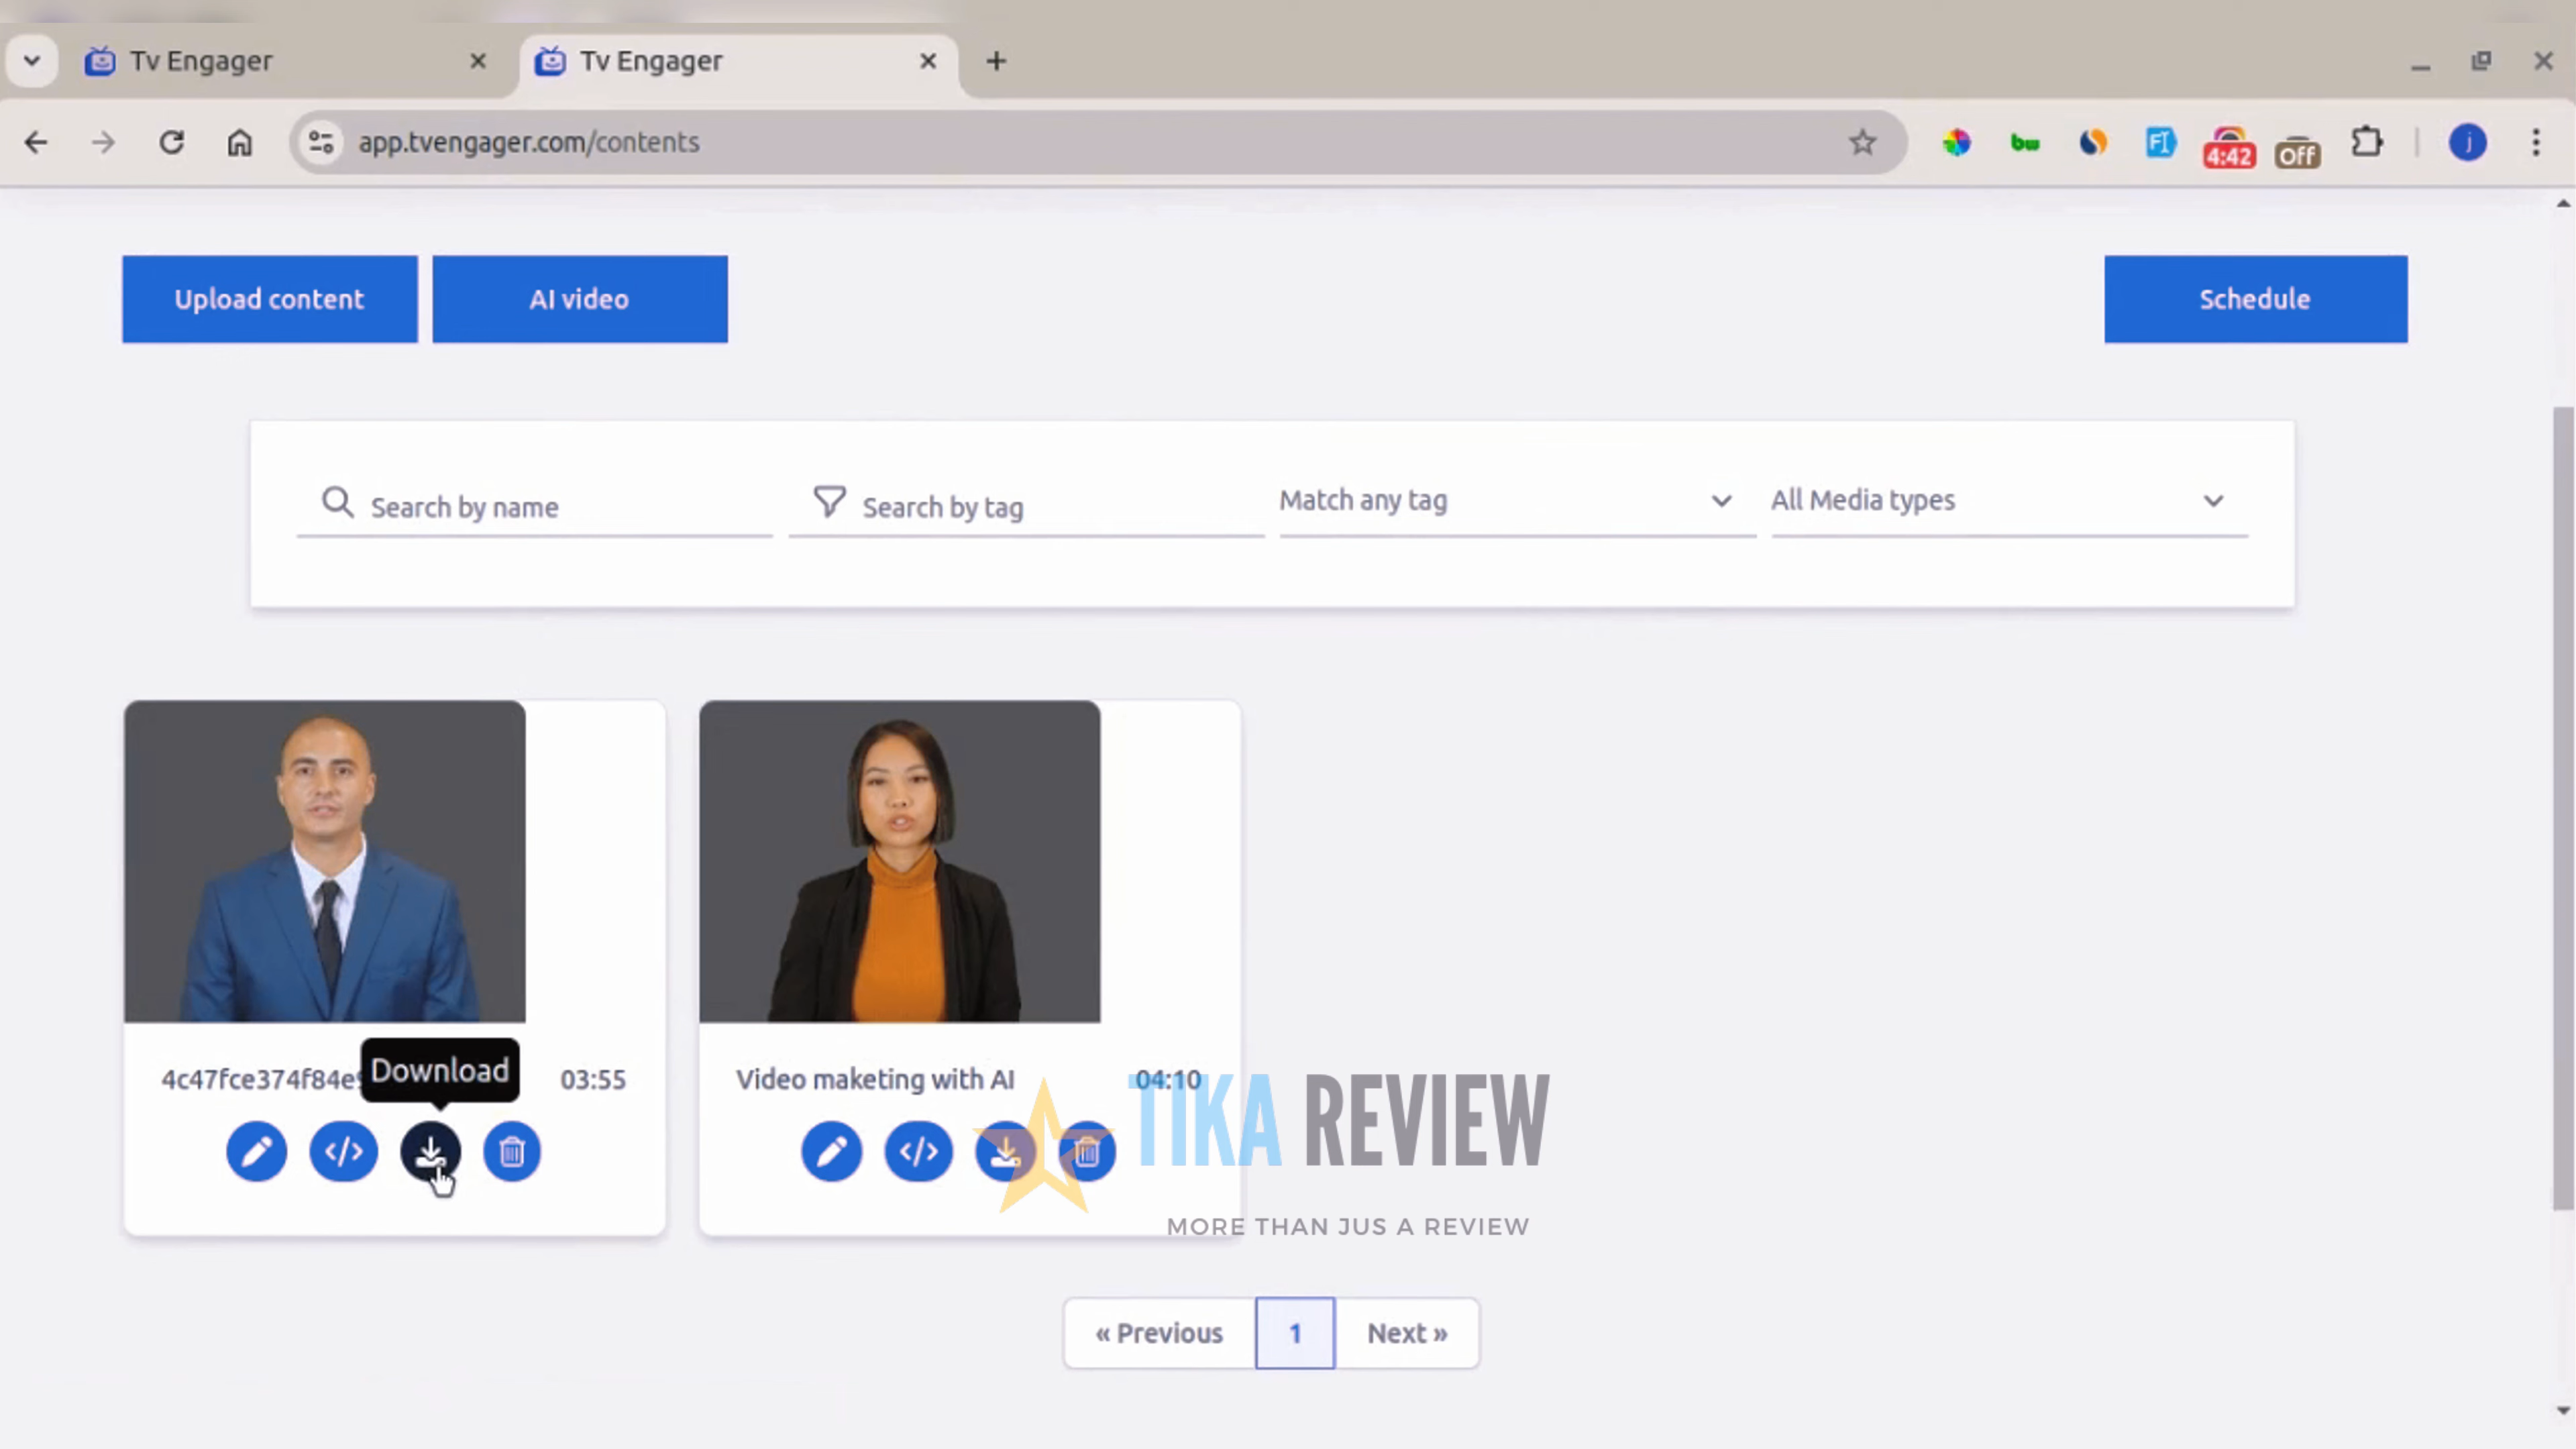 Tv Engager
Tv Engager
app.tvengager.com/contents
bw
FI
4:42
Off
j
Upload content
AI video
Schedule
Search by name
Search by tag
Match any tag
All Media types
Download
4c47fce374f84e
03:55
Video maketing with AI
04:10
TIKA REVIEW
MORE THAN JUS A REVIEW
« Previous
1
Next »